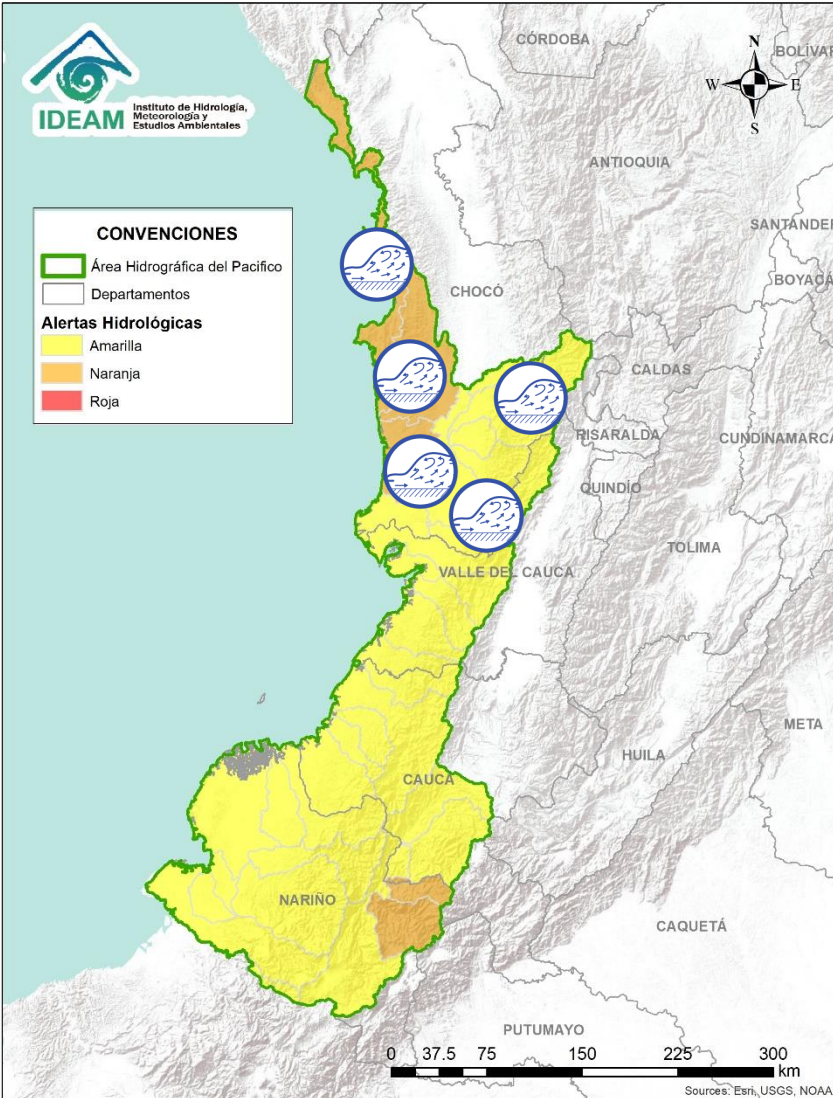 IDEAM
Instituto de Hidrología,
Meteorología y
Estudios Ambientales
N
W
E
S
CÓRDOBA
BOLÍVAR
ANTIOQUIA
SANTANDER
BOYACÁ
CONVENCIONES
Área Hidrográfica del Pacifico
Departamentos
Alertas Hidrológicas
Amarilla
Naranja
Roja
CHOCÓ
CALDAS
RISARALDA
CUNDINAMARCA
QUINDÍO
TOLIMA
VALLE DEL CAUCA
META
HUILA
CAUCA
NARIÑO
CAQUETÁ
PUTUMAYO
0 37.5 75 150 225 300
km
Sources: Esri, USGS, NOAA